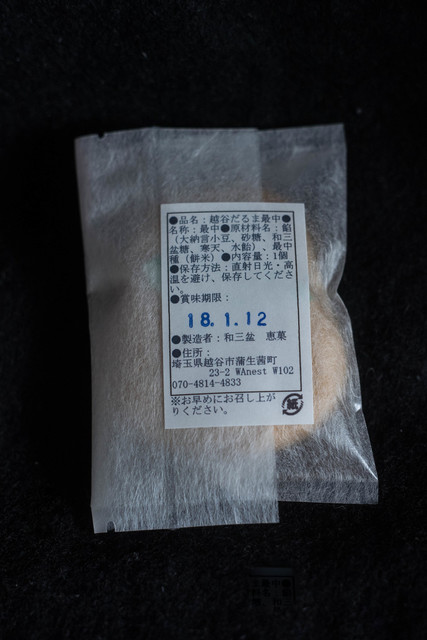 ●品名：越谷だるま最中●
名称：最中●原材料名：餡
（大納言小豆、砂糖、和三
盆糖、寒天、水飴）、最中
種（餅米）●内容量：1個
●保存方法：直射日光・高
温を避け、保存してくださ
い。
●賞味期限：
18.1.12
●製造者：和三盆　恵菓
●住所：
埼玉県越谷市蒲生茜町
23-2 WAnest W102
070-4814-4833
※お早めにお召し上が
りください。
紙